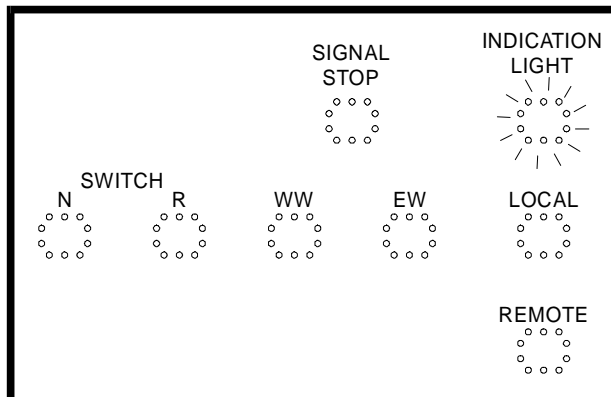 SIGNAL
STOP
INDICATION
LIGHT
SWITCH
N R WW EW LOCAL
REMOTE